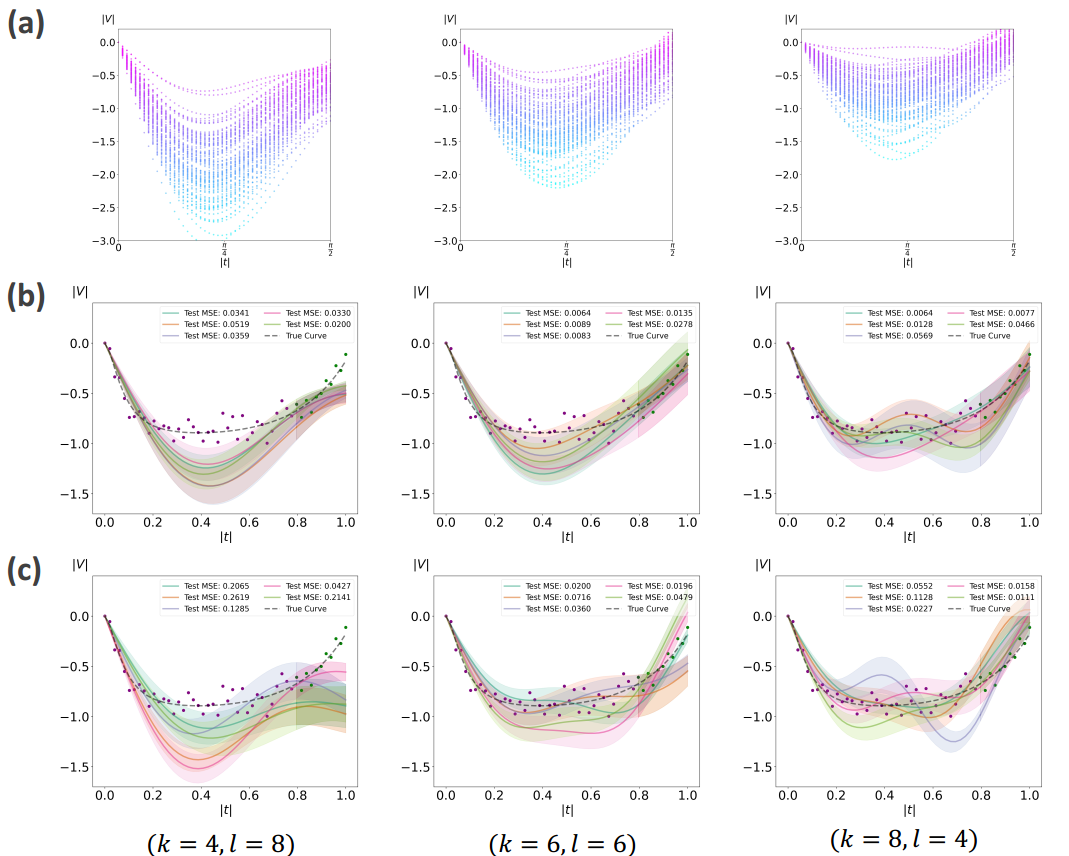 (a)
|V| |V| |V|
0.0 0.0 0.0
−0.5 −0.5 −0.5
−1.0 −1.0 −1.0
−1.5 −1.5 −1.5
−2.0 −2.0 −2.0
−2.5 −2.5 −2.5
−3.0 −3.0 −3.0
0 π/4 π/2 0 π/4 π/2 0 π/4 π/2
|t| |t| |t|
(b)
|V| |V| |V|
Test MSE: 0.0341 Test MSE: 0.0330 Test MSE: 0.0064 Test MSE: 0.0135 Test MSE: 0.0064 Test MSE: 0.0077
Test MSE: 0.0519 Test MSE: 0.0200 Test MSE: 0.0089 Test MSE: 0.0278 Test MSE: 0.0128 Test MSE: 0.0466
Test MSE: 0.0359 True Curve Test MSE: 0.0083 True Curve Test MSE: 0.0569 True Curve
0.0 0.0 0.0
−0.5 −0.5 −0.5
−1.0 −1.0 −1.0
−1.5 −1.5 −1.5
0.0 0.2 0.4 0.6 0.8 1.0 0.0 0.2 0.4 0.6 0.8 1.0 0.0 0.2 0.4 0.6 0.8 1.0
|t| |t| |t|
(c)
|V| |V| |V|
Test MSE: 0.2065 Test MSE: 0.0427 Test MSE: 0.0200 Test MSE: 0.0196 Test MSE: 0.0552 Test MSE: 0.0158
Test MSE: 0.2619 Test MSE: 0.2141 Test MSE: 0.0716 Test MSE: 0.0479 Test MSE: 0.1128 Test MSE: 0.0111
Test MSE: 0.1285 True Curve Test MSE: 0.0360 True Curve Test MSE: 0.0227 True Curve
0.0 0.0 0.0
−0.5 −0.5 −0.5
−1.0 −1.0 −1.0
−1.5 −1.5 −1.5
0.0 0.2 0.4 0.6 0.8 1.0 0.0 0.2 0.4 0.6 0.8 1.0 0.0 0.2 0.4 0.6 0.8 1.0
|t| |t| |t|
(k = 4, l = 8) (k = 6, l = 6) (k = 8, l = 4)